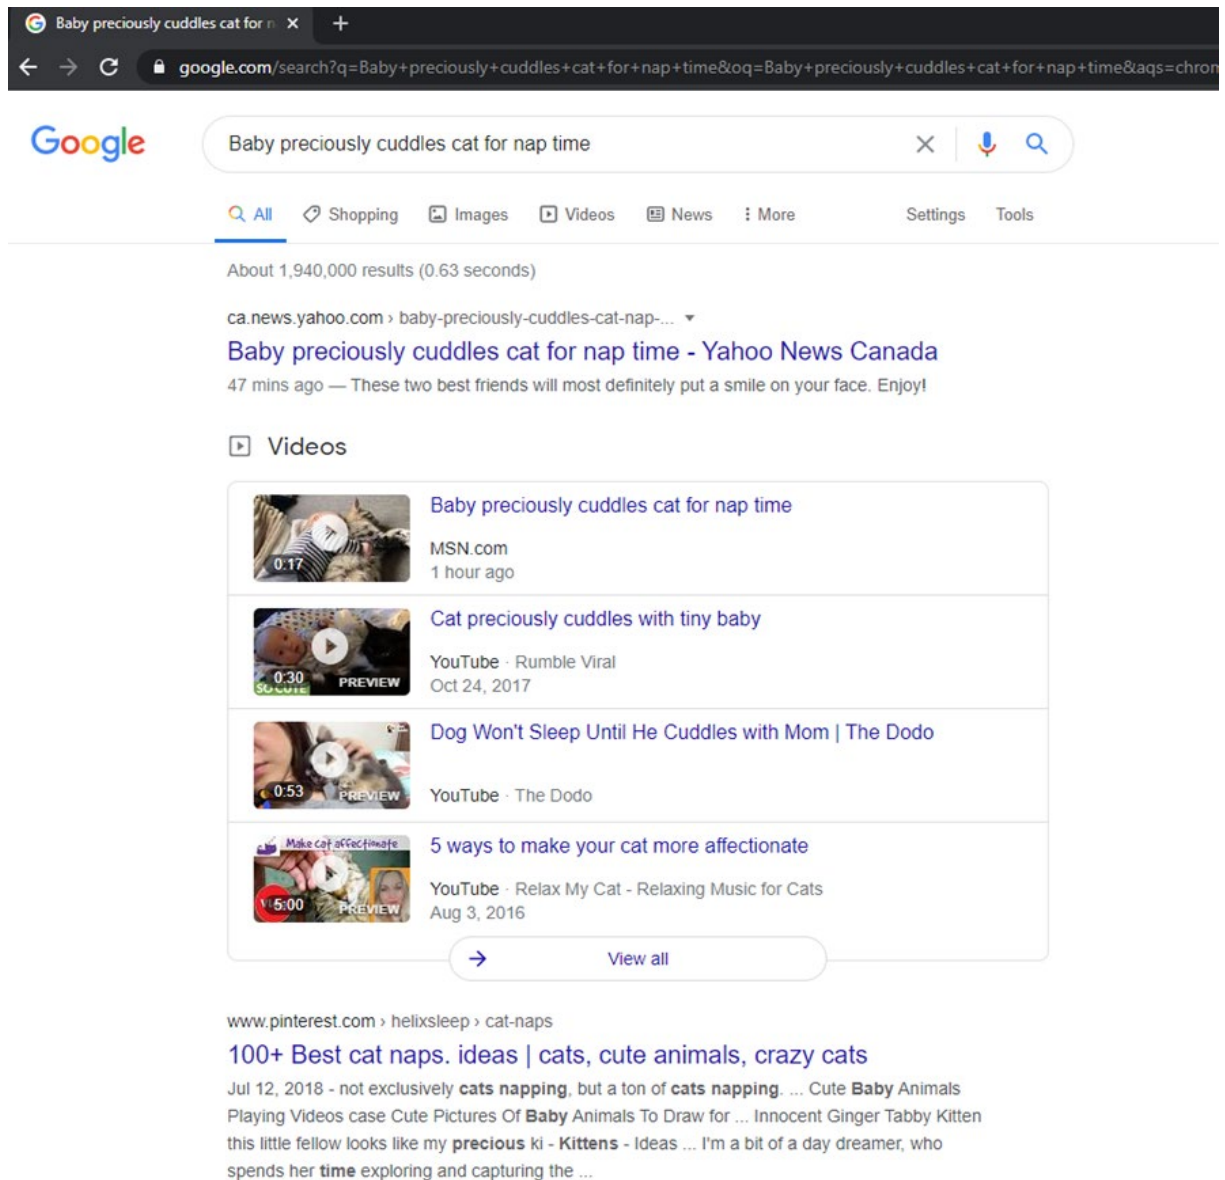 Baby preciously cuddles cat for n
google.com/search?q=Baby+preciously+cuddles+cat+for+nap+time&oq=Baby+preciously+cuddles+cat+for+nap+time&aqs=chrom
Google
Baby preciously cuddles cat for nap time
All Shopping Images Videos News More Settings Tools
About 1,940,000 results (0.63 seconds)
ca.news.yahoo.com › baby-preciously-cuddles-cat-nap-...
Baby preciously cuddles cat for nap time - Yahoo News Canada
47 mins ago — These two best friends will most definitely put a smile on your face. Enjoy!
Videos
Baby preciously cuddles cat for nap time
MSN.com
0:17
1 hour ago
Cat preciously cuddles with tiny baby
YouTube · Rumble Viral
0:30 PREVIEW
SO CUTE
Oct 24, 2017
Dog Won't Sleep Until He Cuddles with Mom | The Dodo
0:53 PREVIEW
YouTube · The Dodo
Make cat affectionate
5 ways to make your cat more affectionate
YouTube · Relax My Cat - Relaxing Music for Cats
5:00 PREVIEW
Aug 3, 2016
View all
www.pinterest.com › helixsleep › cat-naps
100+ Best cat naps. ideas | cats, cute animals, crazy cats
Jul 12, 2018 - not exclusively cats napping, but a ton of cats napping. ... Cute Baby Animals
Playing Videos case Cute Pictures Of Baby Animals To Draw for ... Innocent Ginger Tabby Kitten
this little fellow looks like my precious ki - Kittens - Ideas ... I'm a bit of a day dreamer, who
spends her time exploring and capturing the ...